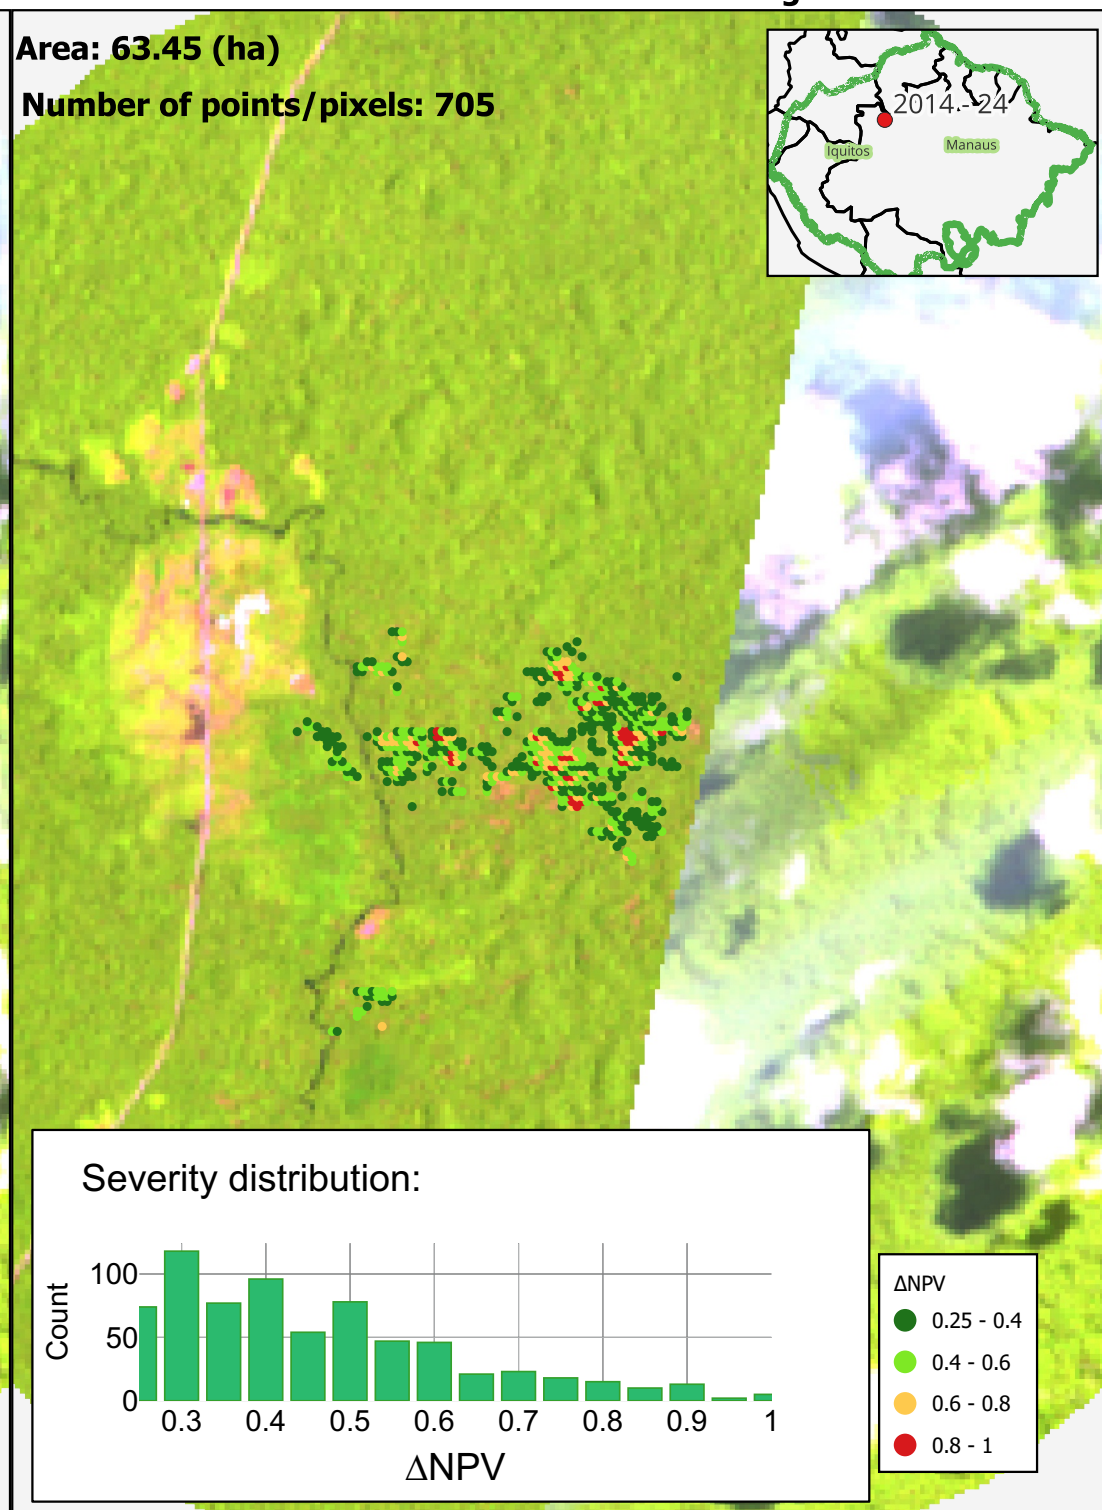 Area: 63.45 (ha)
Number of points/pixels: 705
2014 - 24
Iquitos
Manaus
Severity distribution:
Count
100
50
0
0.3 0.4 0.5 0.6 0.7 0.8 0.9 1
ΔNPV
ΔNPV
0.25 - 0.4
0.4 - 0.6
0.6 - 0.8
0.8 - 1